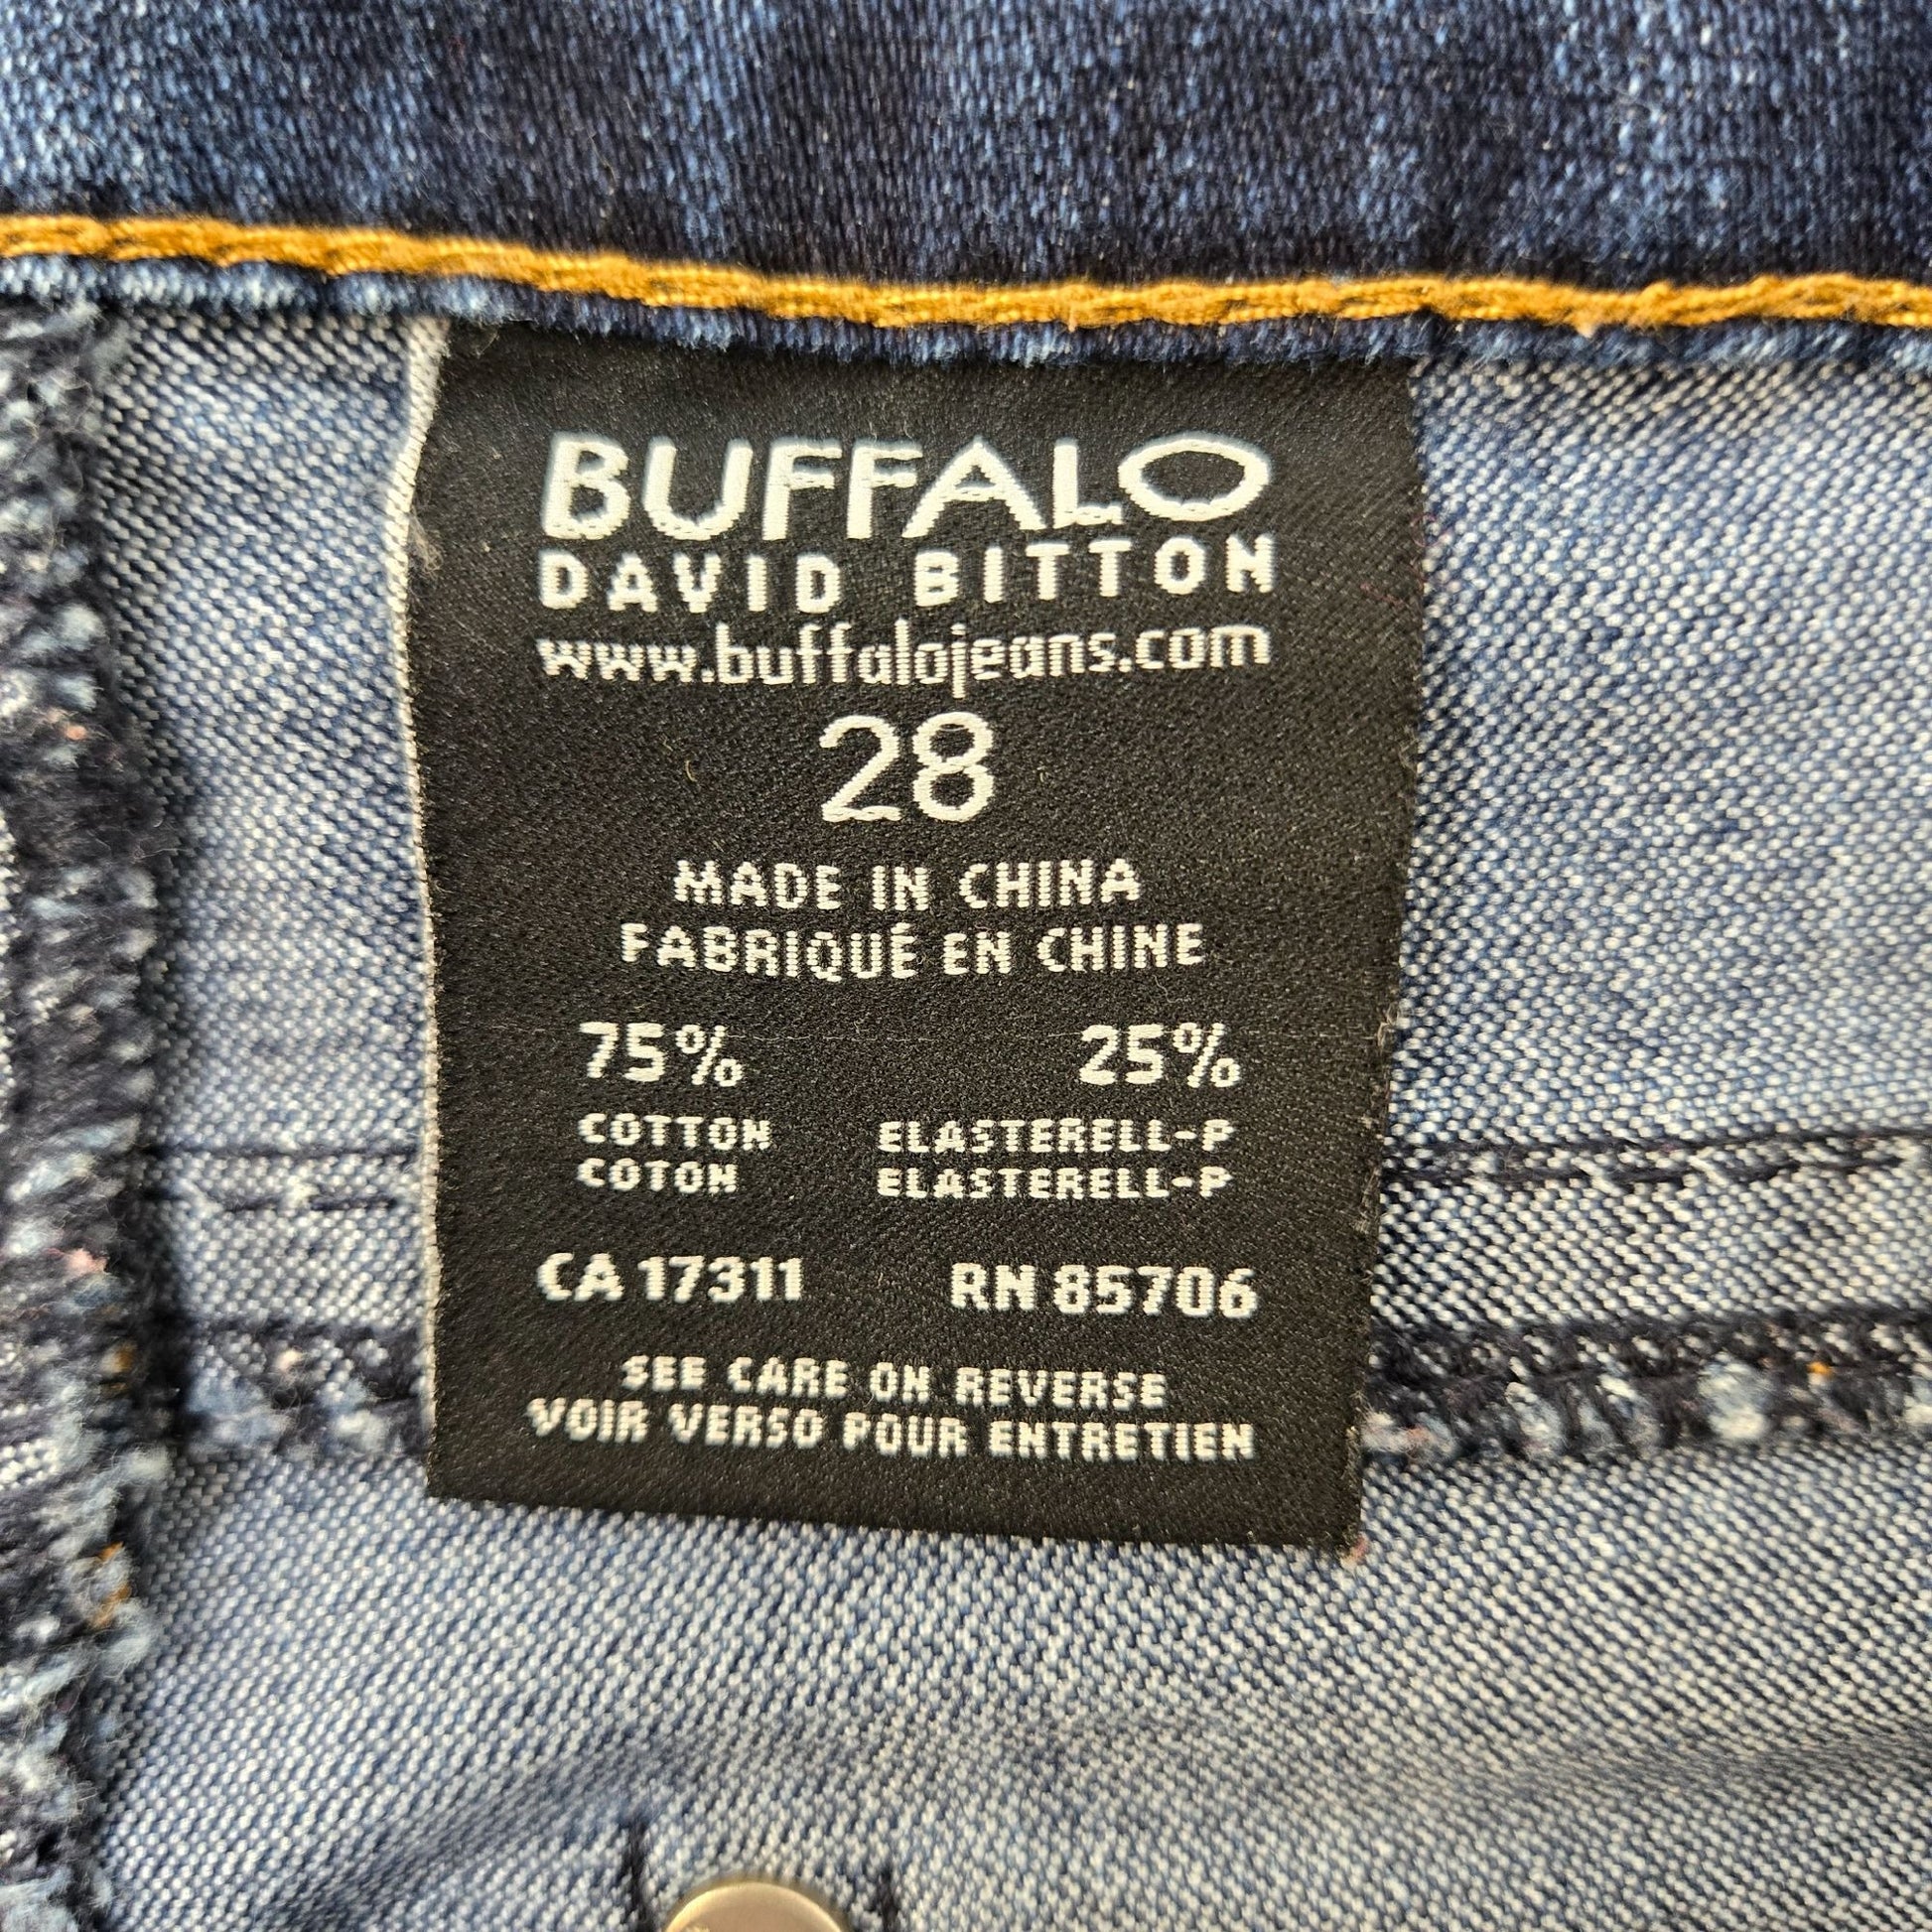 BUFFALO
DAVID BITTON
www.buffalojeans.com
28
MADE IN CHINA
FABRIQUÉ EN CHINE
75% 25%
COTTON ELASTERELL-P
COTON ELASTERELL-P
CA 17311 RN 85706
SEE CARE ON REVERSE
VOIR VERSO POUR ENTRETIEN